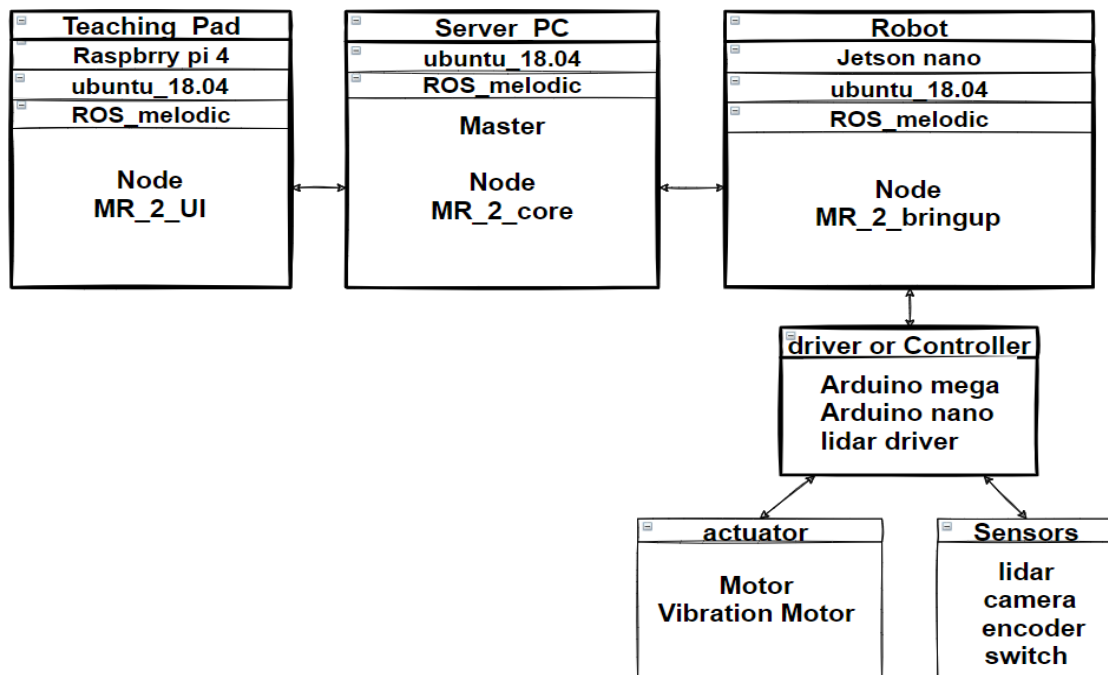 Teaching_Pad
Raspbrry pi 4
ubuntu_18.04
ROS_melodic
Node
MR_2_UI
Server_PC
ubuntu_18.04
ROS_melodic
Master
Node
MR_2_core
Robot
Jetson nano
ubuntu_18.04
ROS_melodic
Node
MR_2_bringup
driver or Controller
Arduino mega
Arduino nano
lidar driver
actuator
Motor
Vibration Motor
Sensors
lidar
camera
encoder
switch